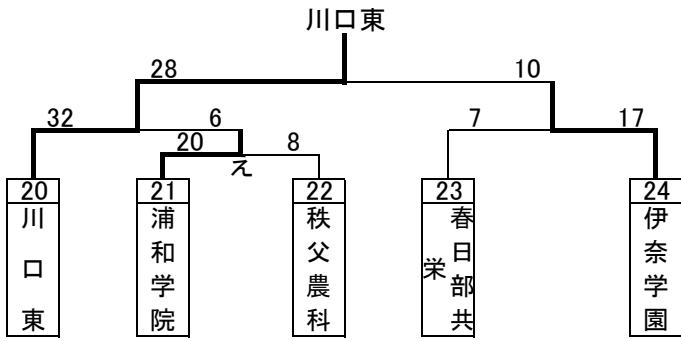 川口東
28 10
32 6 7 17
20 8
え
20 21 22 23 24
川口東
浦和学院
秩父農科
春日部共栄
伊奈学園